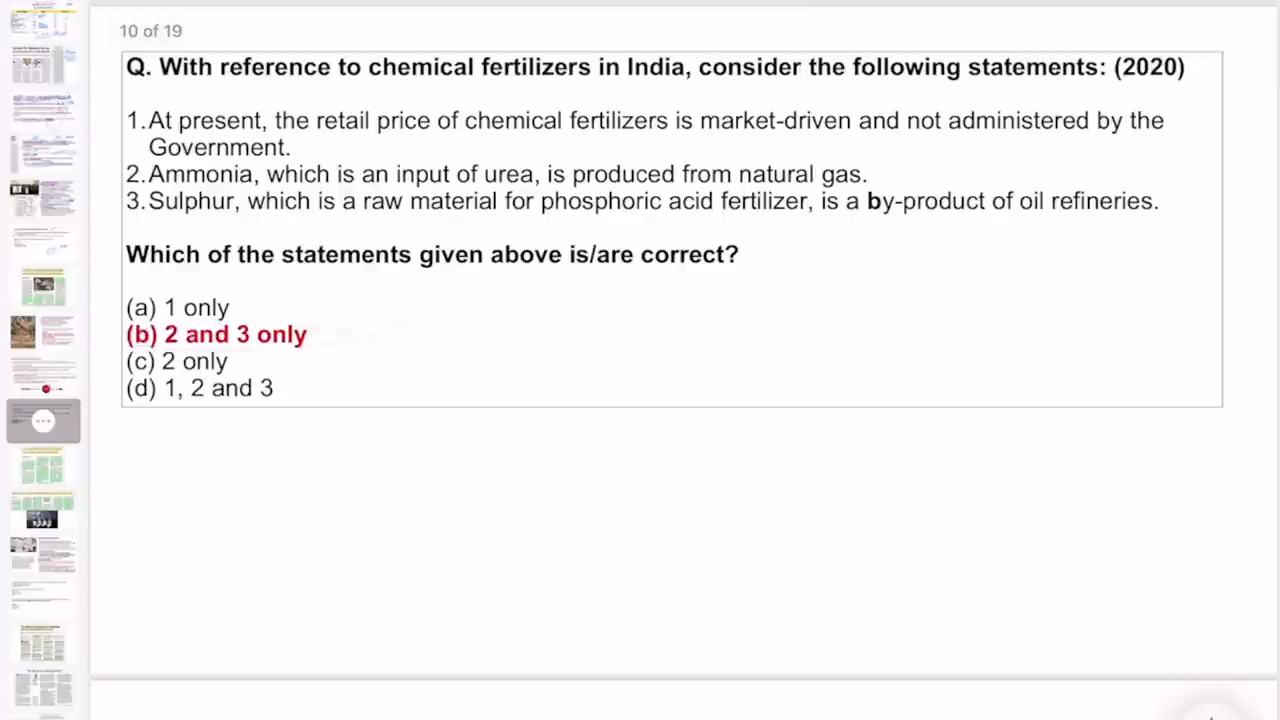 10 of 19
Q. With reference to chemical fertilizers in India, consider the following statements: (2020)
1. At present, the retail price of chemical fertilizers is market-driven and not administered by the
Government.
2. Ammonia, which is an input of urea, is produced from natural gas.
3. Sulphur, which is a raw material for phosphoric acid fertilizer, is a by-product of oil refineries.
Which of the statements given above is/are correct?
(a) 1 only
(b) 2 and 3 only
(c) 2 only
(d) 1, 2 and 3